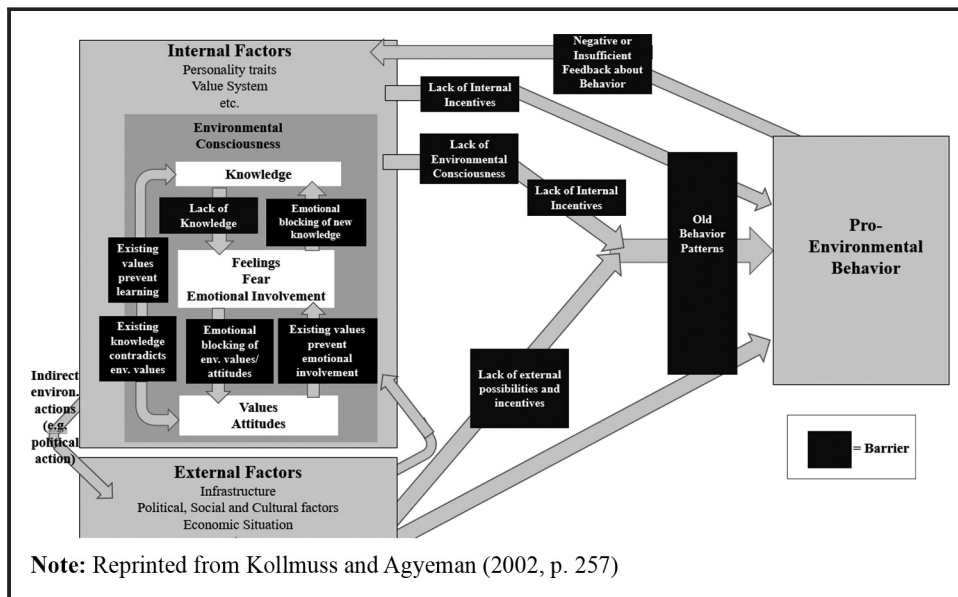 Internal Factors
Personality traits
Value System
etc.
Environmental
Consciousness
Knowledge
Lack of
Knowledge
Emotional
blocking of new
knowledge
Existing
values
prevent
learning
Feelings
Fear
Emotional Involvement
Existing
knowledge
contradicts
env. values
Emotional
blocking of
env. values/
attitudes
Existing values
prevent
emotional
involvement
Values
Attitudes
Indirect
environ.
actions
(e.g.
political
action)
External Factors
Infrastructure
Political, Social and Cultural factors
Economic Situation
Negative or
Insufficient
Feedback about
Behavior
Lack of Internal
Incentives
Lack of
Environmental
Consciousness
Lack of Internal
Incentives
Old
Behavior
Patterns
Lack of external
possibilities and
incentives
Pro-
Environmental
Behavior
= Barrier
Note: Reprinted from Kollmuss and Agyeman (2002, p. 257)